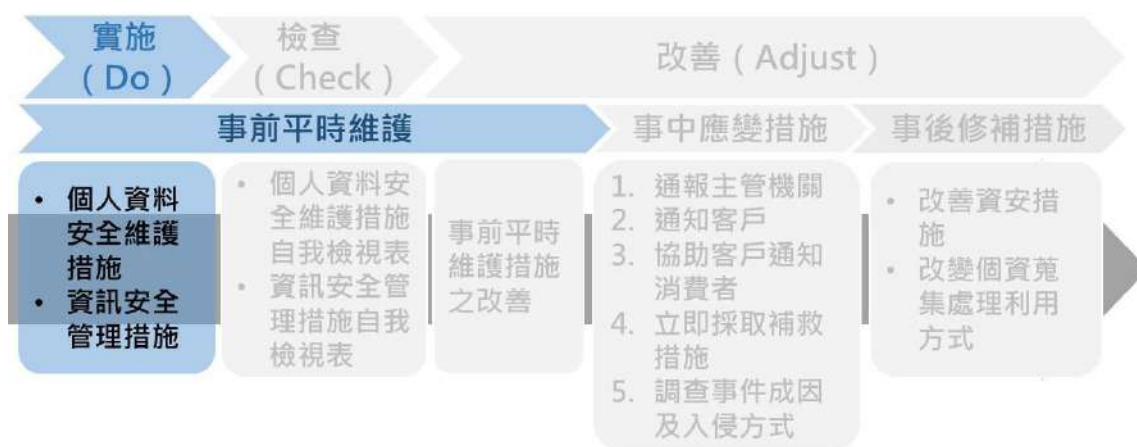 實施
( Do )
檢查
( Check )
改善 ( Adjust )
事前平時維護
事中應變措施
事後修補措施
• 個人資料
安全維護
措施
• 資訊安全
管理措施
• 個人資料安
全維護措施
自我檢視表
• 資訊安全管
理措施自我
檢視表
事前平時
維護措施
之改善
1. 通報主管機關
2. 通知客戶
3. 協助客戶通知
消費者
4. 立即採取補救
措施
5. 調查事件成因
及入侵方式
• 改善資安措
施
• 改變個資蒐
集處理利用
方式